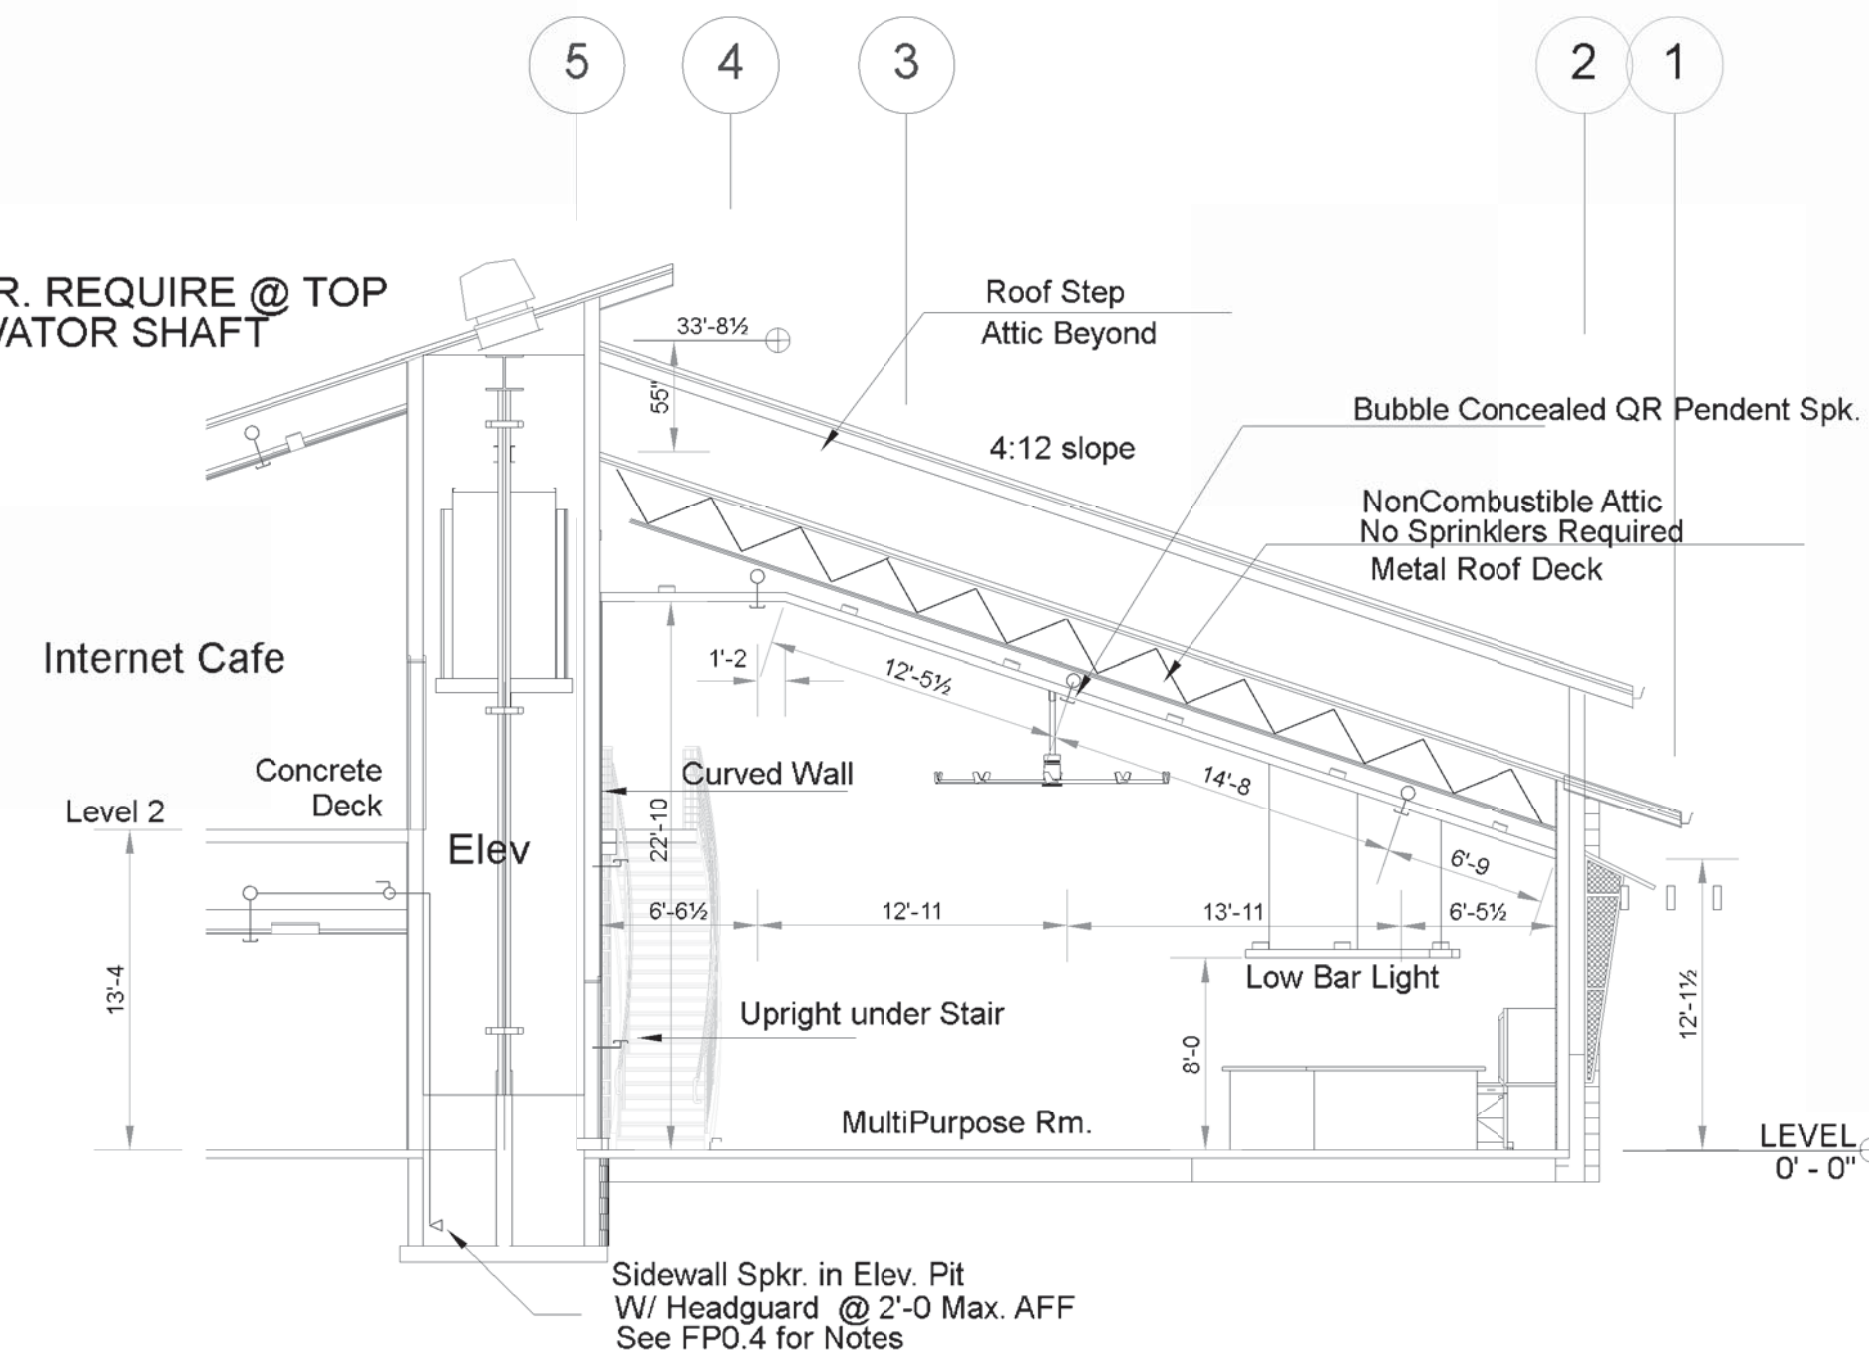 5
4
3
2
1
R. REQUIRE @ TOP
VATOR SHAFT
33'-8½
55"
Roof Step
Attic Beyond
4:12 slope
Bubble Concealed QR Pendent Spk.
NonCombustible Attic
No Sprinklers Required
Metal Roof Deck
Internet Cafe
1'-2
12'-5½
Concrete
Deck
Level 2
Curved Wall
14'-8
Elev
22'-10
6'-9
6'-6½
12'-11
13'-11
6'-5½
13'-4
Low Bar Light
Upright under Stair
8'-0
12'-1½
MultiPurpose Rm.
LEVEL
0' - 0"
Sidewall Spkr. in Elev. Pit
W/ Headguard @ 2'-0 Max. AFF
See FP0.4 for Notes